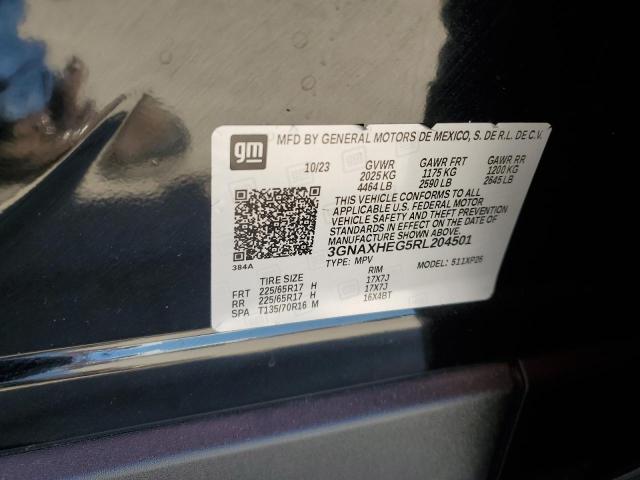 gm MFD BY GENERAL MOTORS DE MEXICO, S. DE R.L. DE C.V.
10/23 GVWR GAWR FRT GAWR RR
2025 KG 1175 KG 1200 KG
4464 LB 2590 LB 2645 LB
THIS VEHICLE CONFORMS TO ALL
APPLICABLE U.S. FEDERAL MOTOR
VEHICLE SAFETY AND THEFT PREVENTION
STANDARDS IN EFFECT ON THE DATE OF
MANUFACTURE SHOWN ABOVE.
3GNAXHEG5RL204501
TYPE: MPV MODEL: 511XP26
384A
TIRE SIZE RIM
FRT 225/65R17 H 17X7J
RR 225/65R17 H 17X7J
SPA T135/70R16 M 16X4BT